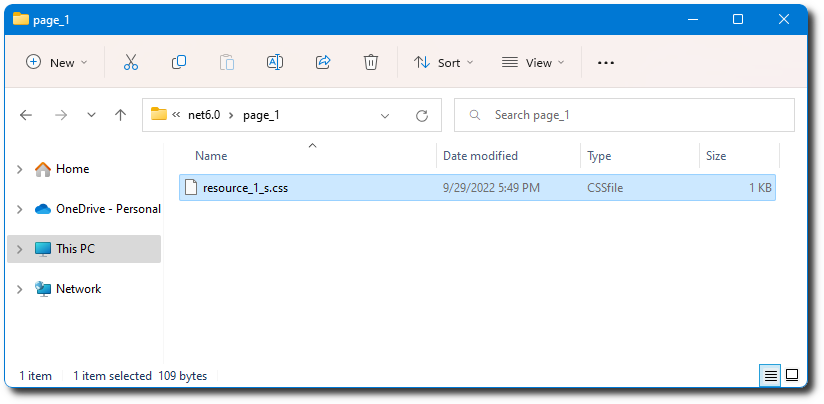 page_1
New Sort View
net6.0 page_1 Search page_1
Name Date modified Type Size
Home
resource_1_s.css 9/29/2022 5:49 PM CSSfile 1 KB
OneDrive - Personal
This PC
Network
1 item 1 item selected 109 bytes